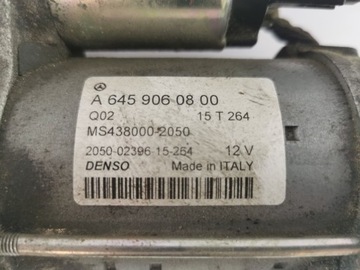 A 645 906 08 00
Q02 15 T 264
MS438000-2050
2050-02396 15-264 12 V
DENSO Made in ITALY